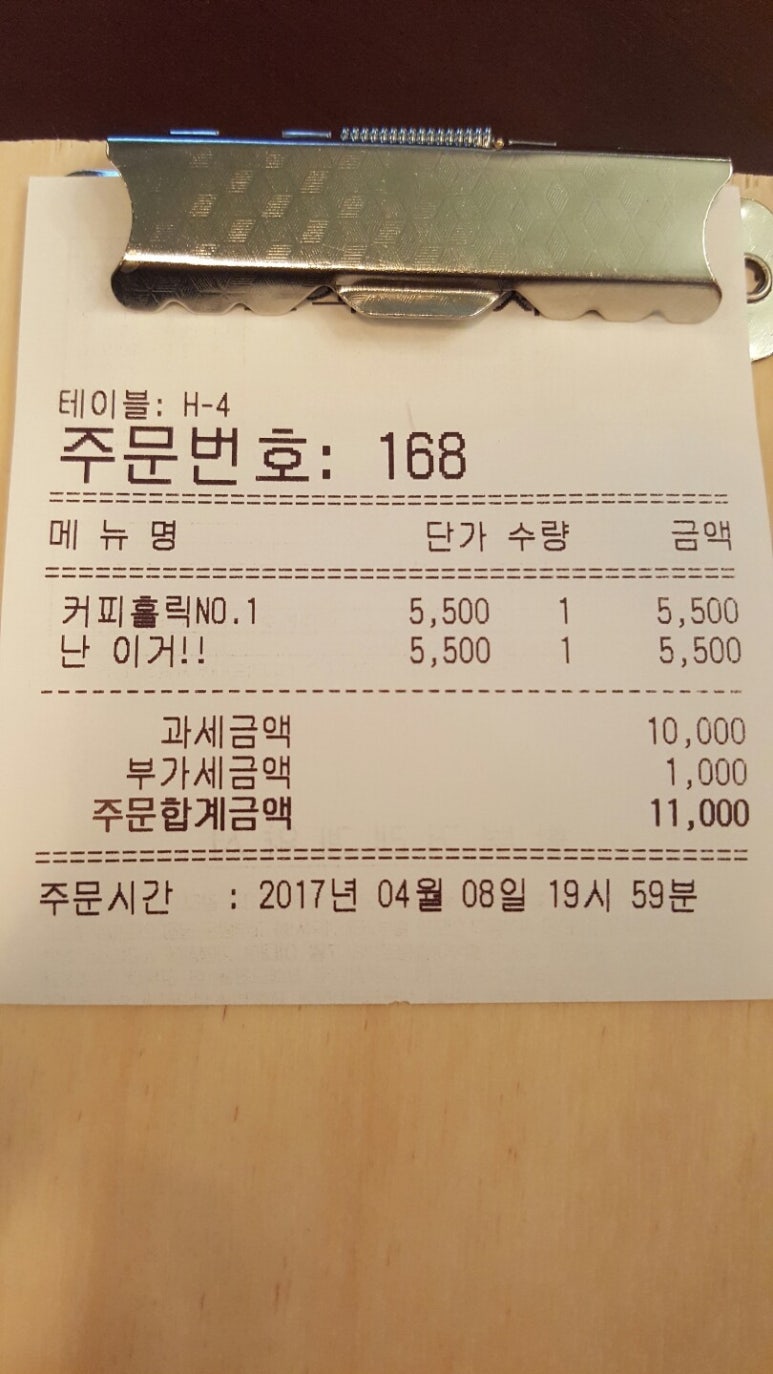 테이블: H-4
주문번호: 168
===========================================
메 뉴 명 단가 수량 금액
===========================================
커피홀릭NO.1 5,500 1 5,500
난 이거!! 5,500 1 5,500
-------------------------------------------
과세금액 10,000
부가세금액 1,000
주문합계금액 11,000
===========================================
주문시간 : 2017년 04월 08일 19시 59분